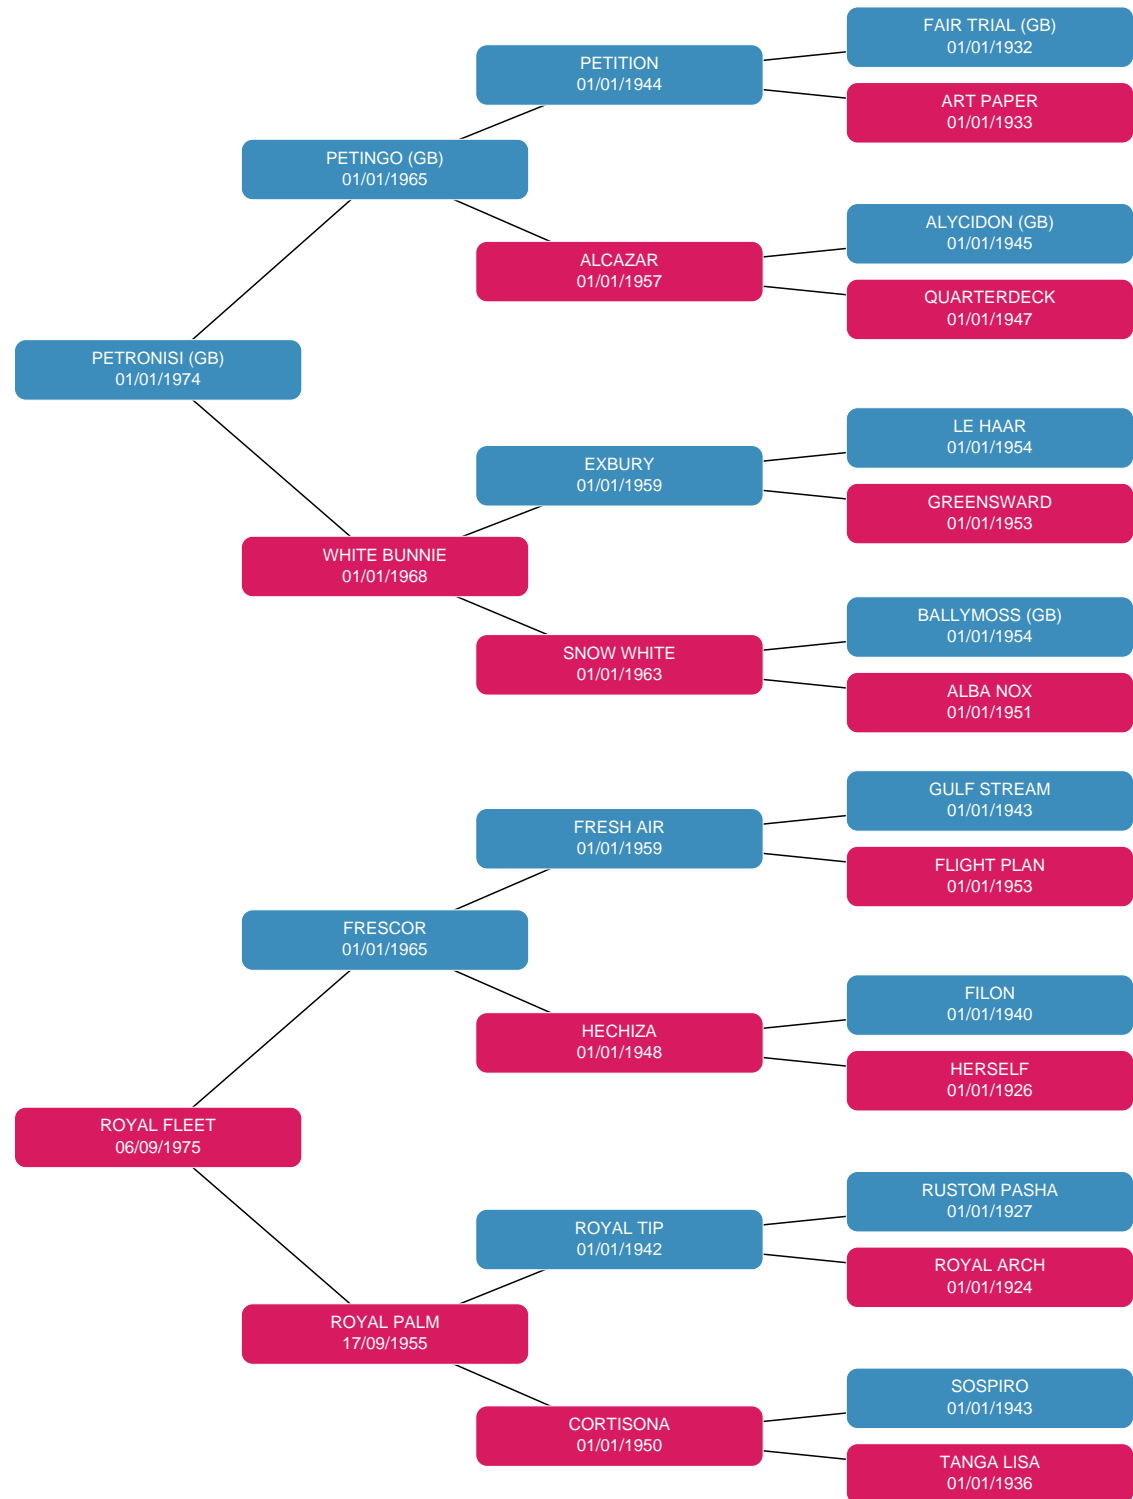 FAIR TRIAL (GB)
01/01/1932
PETITION
01/01/1944
ART PAPER
01/01/1933
PETINGO (GB)
01/01/1965
ALYCIDON (GB)
01/01/1945
ALCAZAR
01/01/1957
QUARTERDECK
01/01/1947
PETRONISI (GB)
01/01/1974
LE HAAR
01/01/1954
EXBURY
01/01/1959
GREENSWARD
01/01/1953
WHITE BUNNIE
01/01/1968
BALLYMOSS (GB)
01/01/1954
SNOW WHITE
01/01/1963
ALBA NOX
01/01/1951
GULF STREAM
01/01/1943
FRESH AIR
01/01/1959
FLIGHT PLAN
01/01/1953
FRESCOR
01/01/1965
FILON
01/01/1940
HECHIZA
01/01/1948
HERSELF
01/01/1926
ROYAL FLEET
06/09/1975
RUSTOM PASHA
01/01/1927
ROYAL TIP
01/01/1942
ROYAL ARCH
01/01/1924
ROYAL PALM
17/09/1955
SOSPIRO
01/01/1943
CORTISONA
01/01/1950
TANGA LISA
01/01/1936